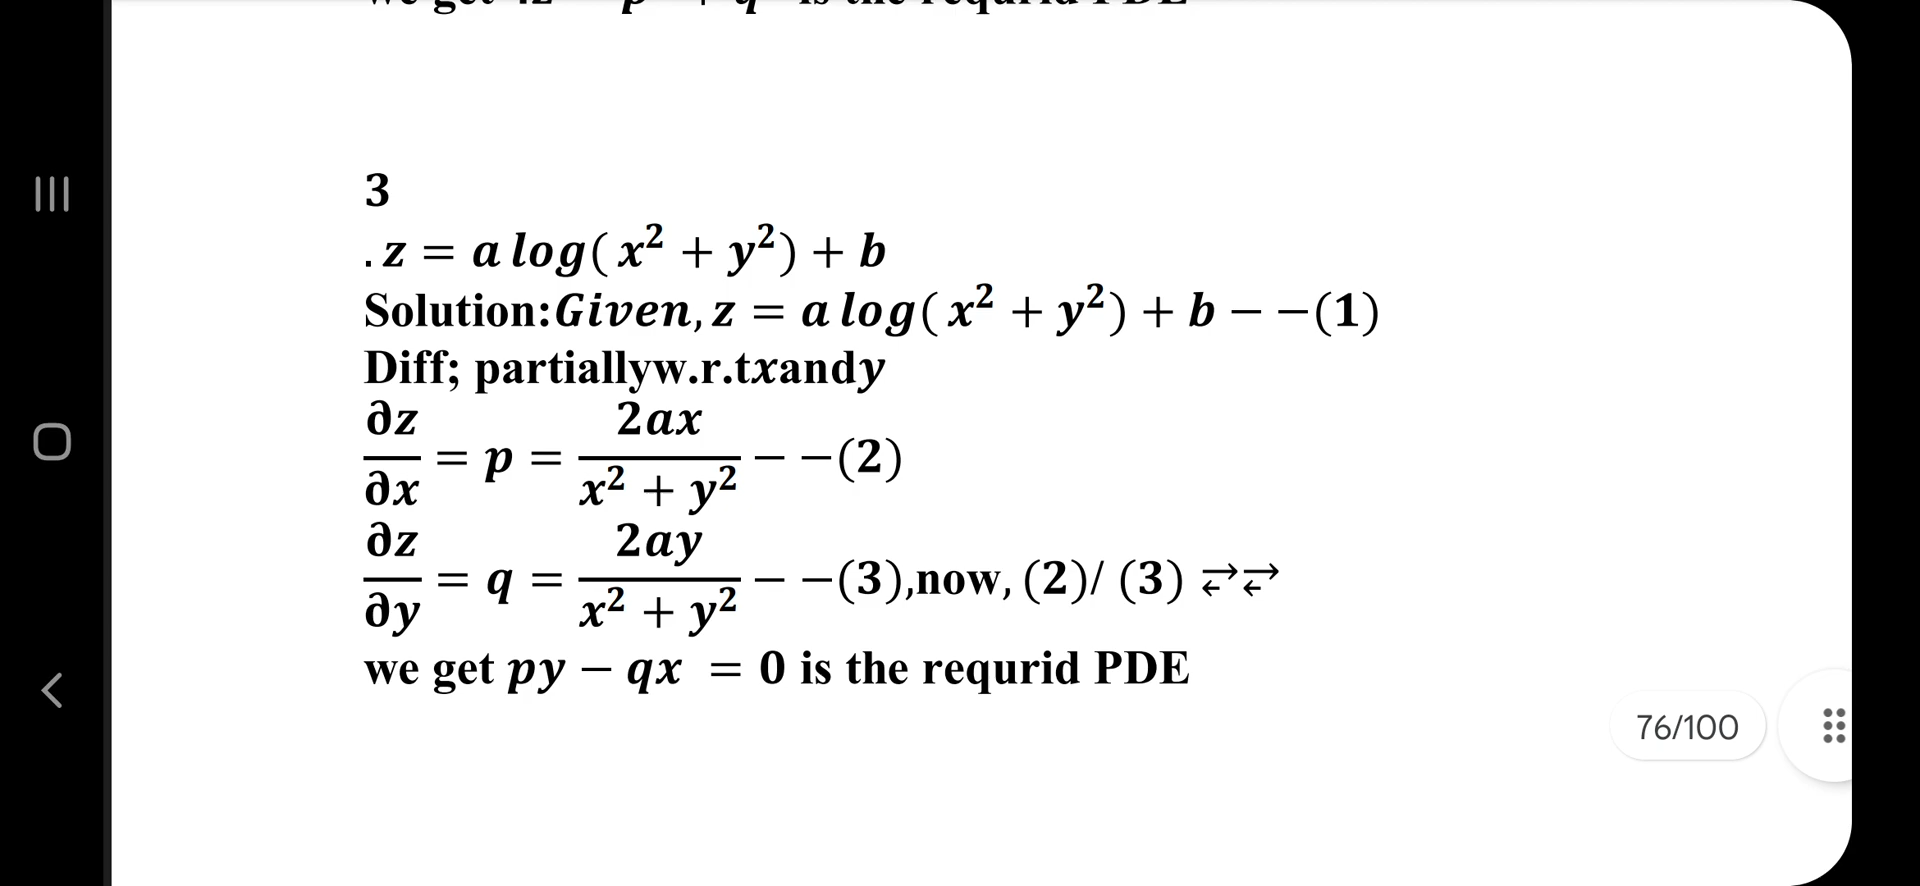 3
. z = a log( x² + y²) + b
Solution:Given, z = a log( x² + y²) + b − −(1)
Diff; partiallyw.r.txandy
∂z/∂x = p = 2ax/(x² + y²) − −(2)
∂z/∂y = q = 2ay/(x² + y²) − −(3),now, (2)/ (3) ⇄⇄
we get py − qx = 0 is the requrid PDE
76/100